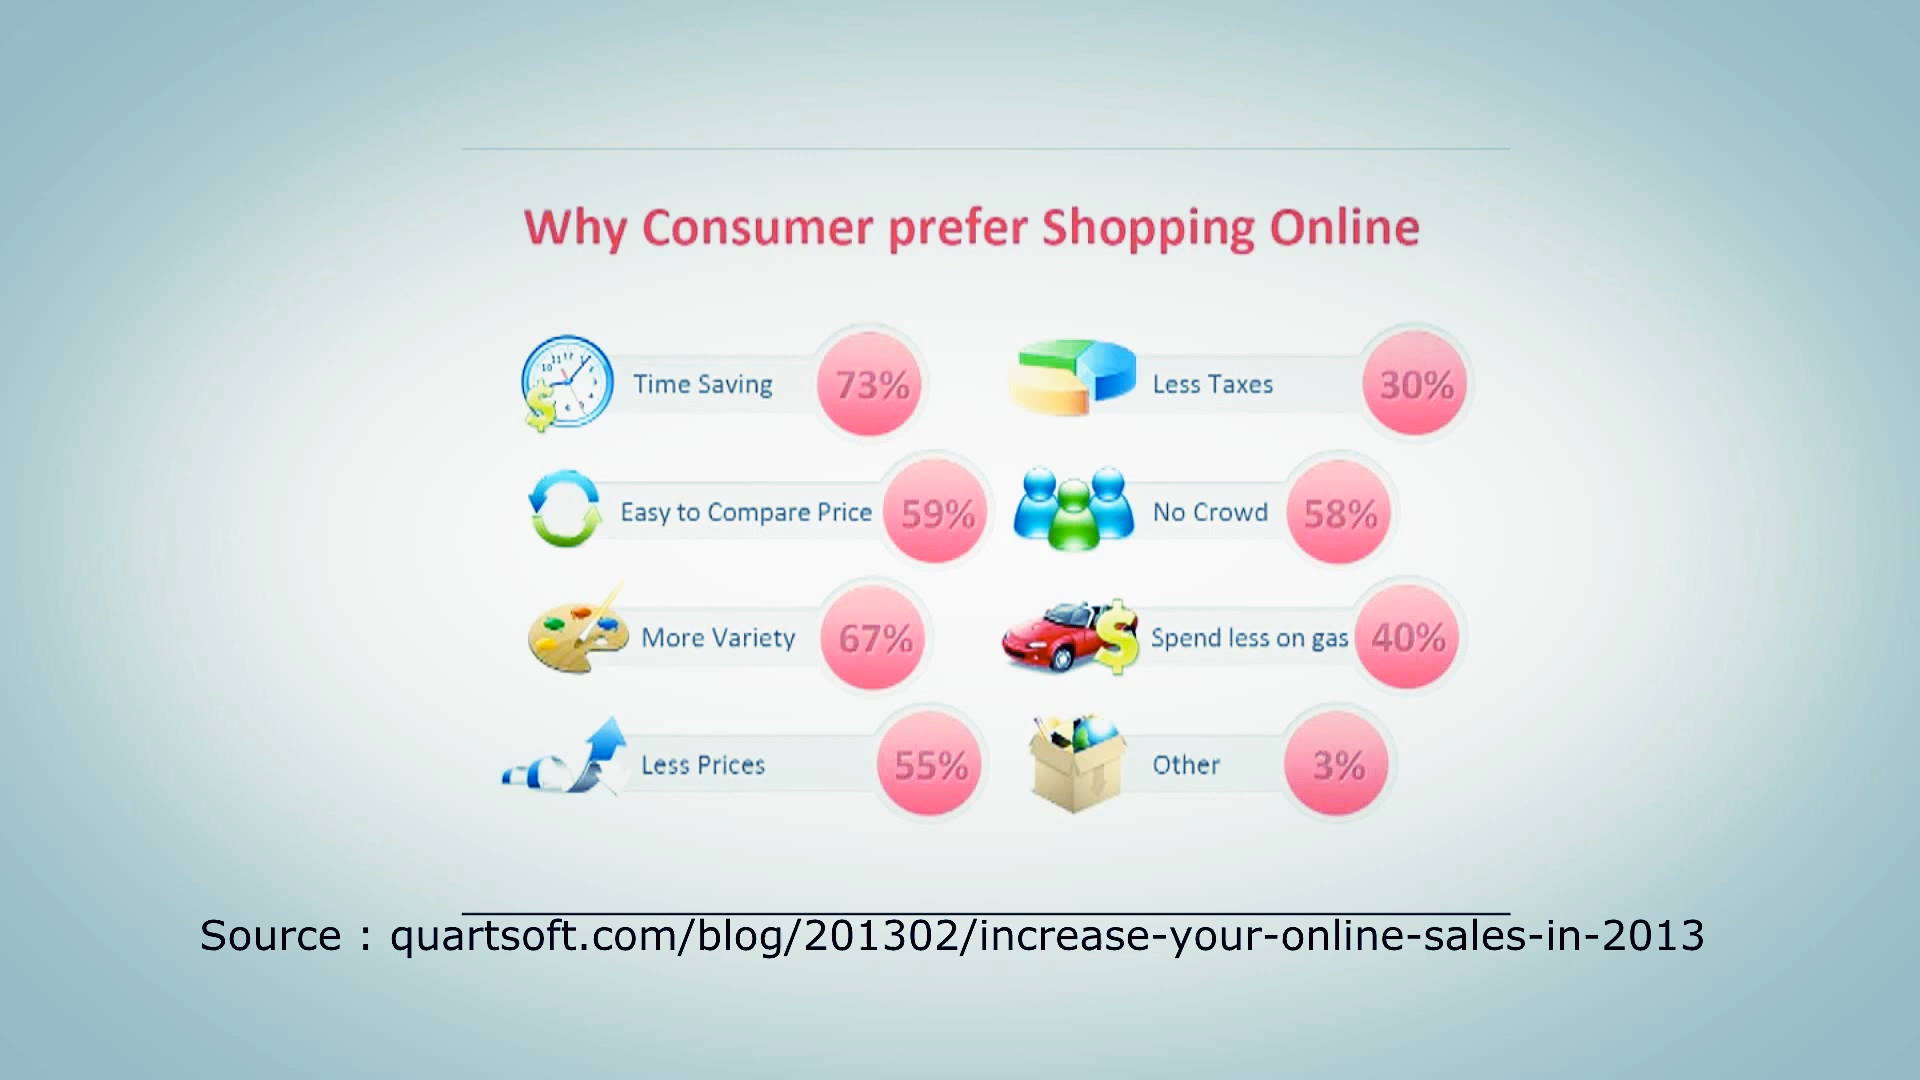 Why Consumer prefer Shopping Online
Time Saving 73%
Less Taxes 30%
Easy to Compare Price 59%
No Crowd 58%
More Variety 67%
Spend less on gas 40%
Less Prices 55%
Other 3%
Source : quartsoft.com/blog/201302/increase-your-online-sales-in-2013